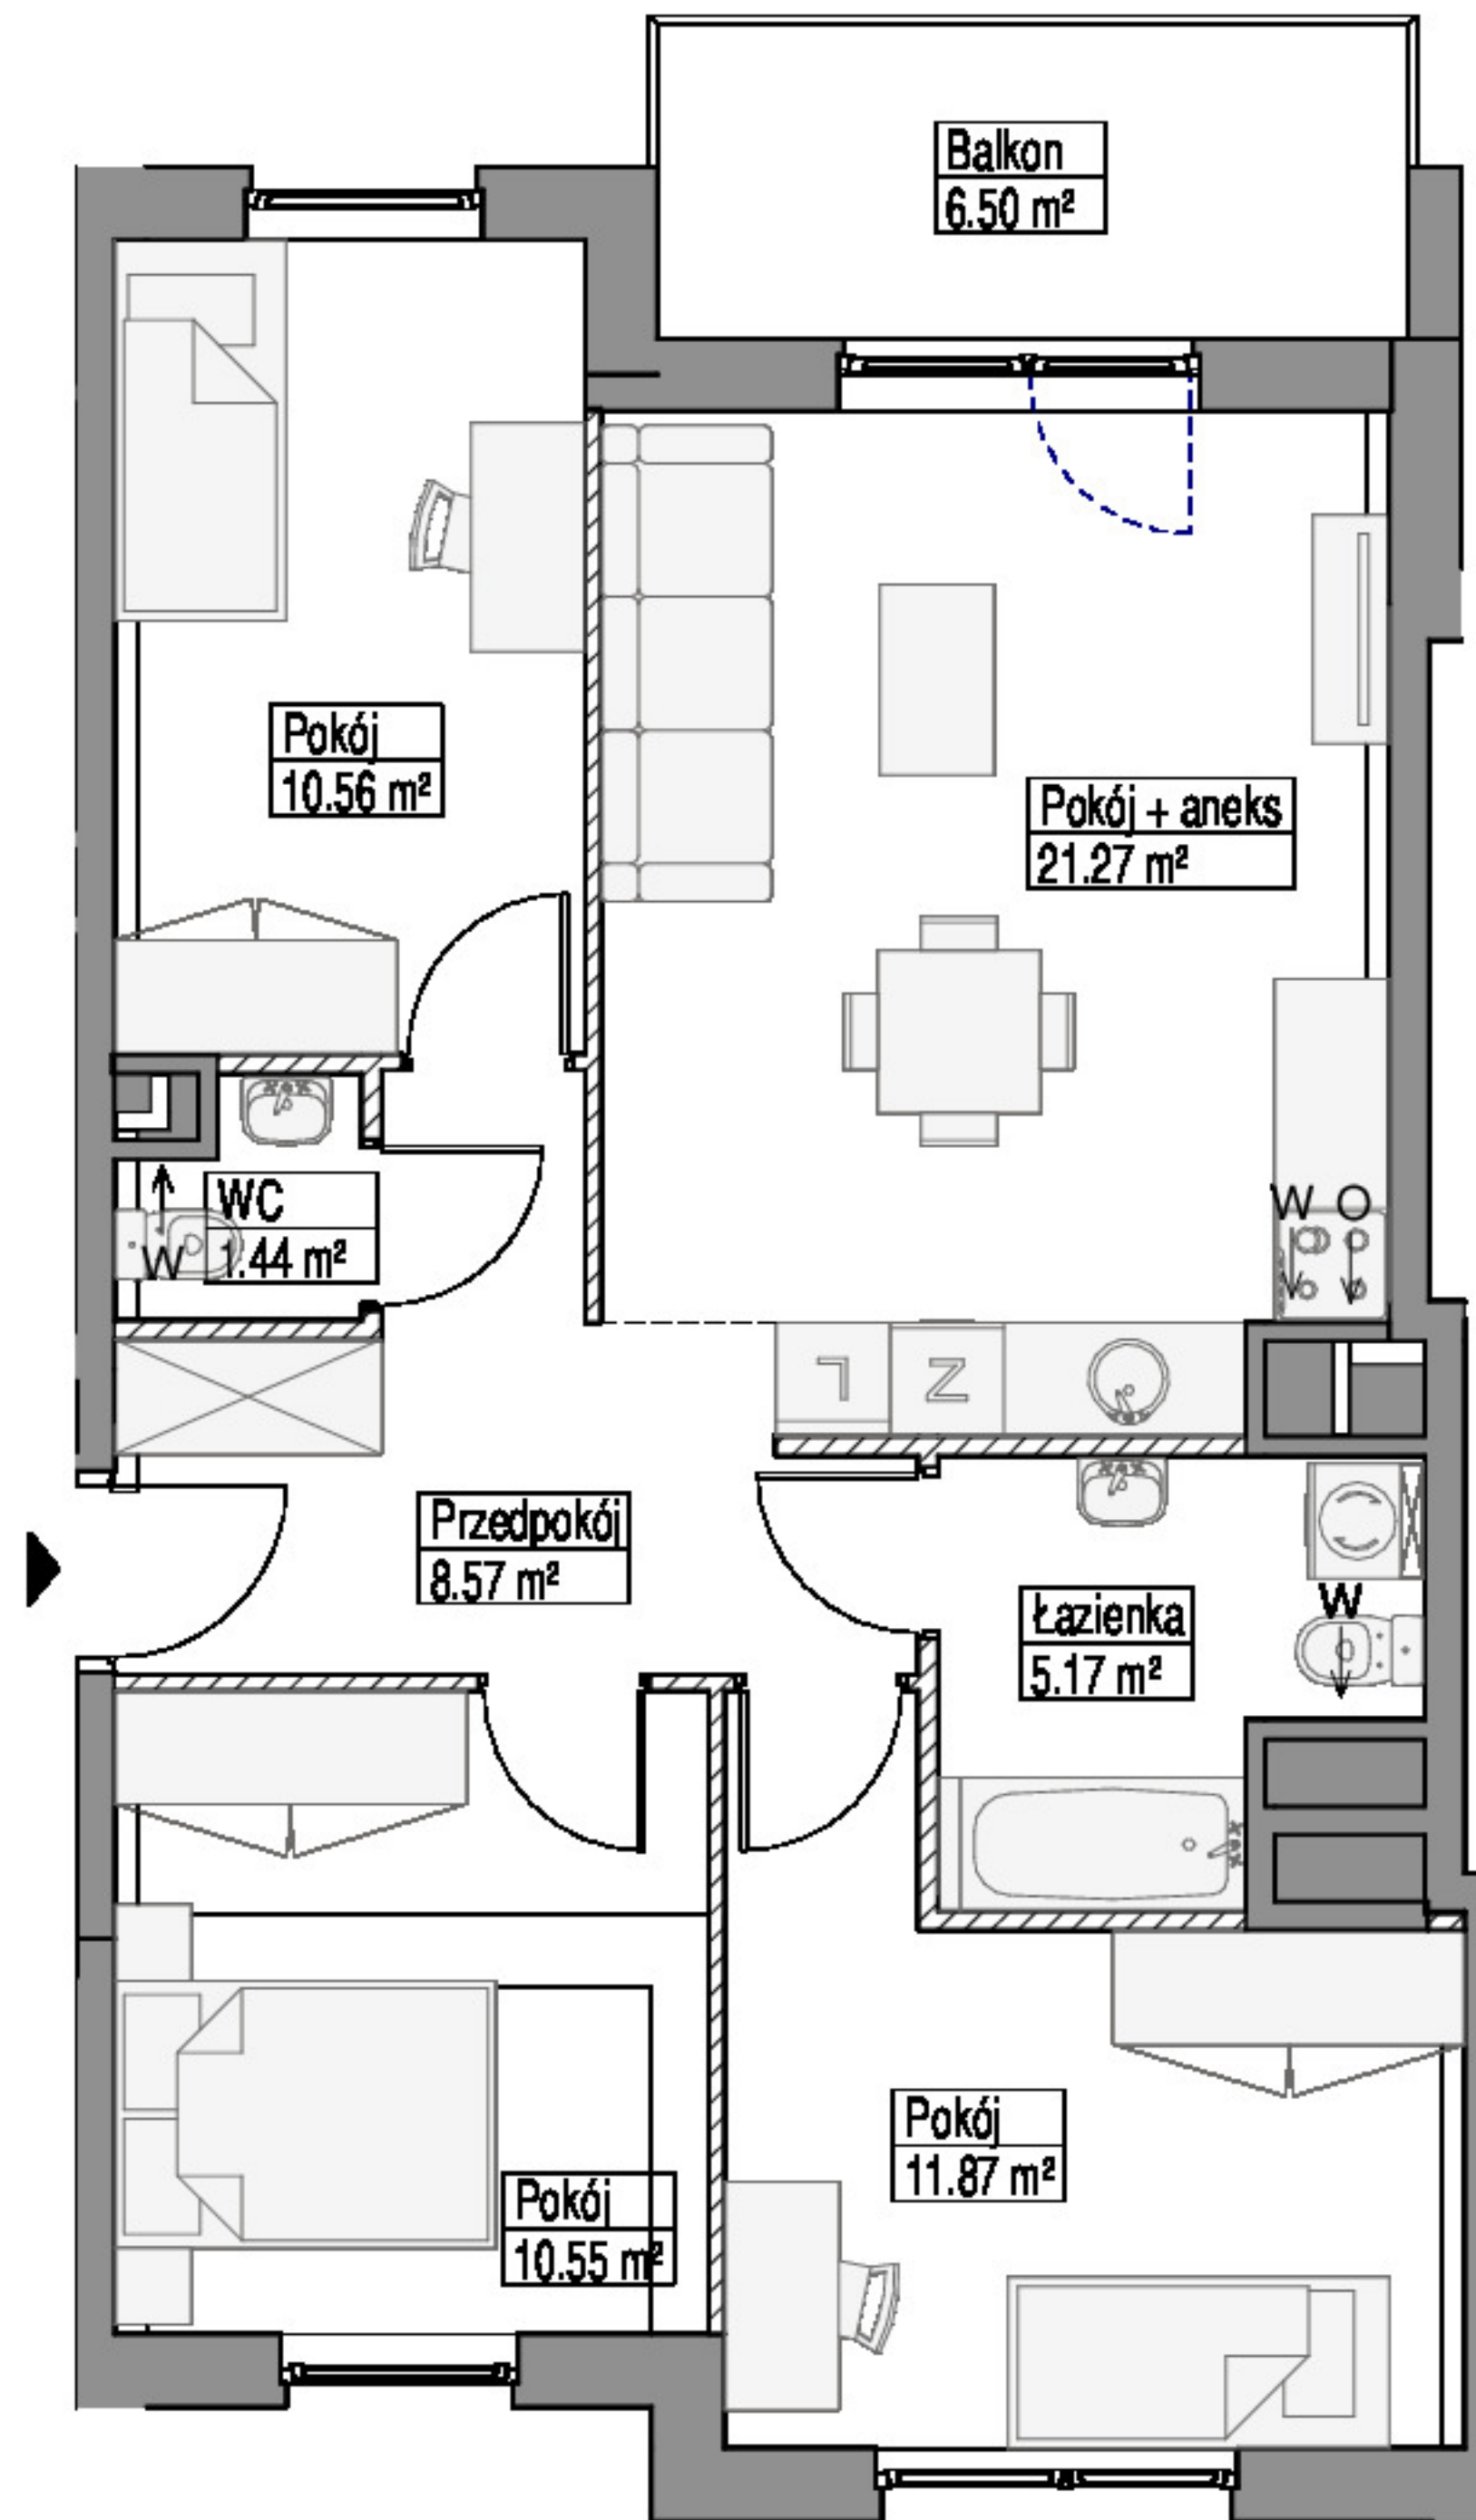 Balkon
6.50 m²
Pokój
10.56 m²
Pokój + aneks
21.27 m²
WC
1.44 m²
W
W O
L
Z
Przedpokój
8.57 m²
Łazienka
5.17 m²
W
Pokój
11.87 m²
Pokój
10.55 m²